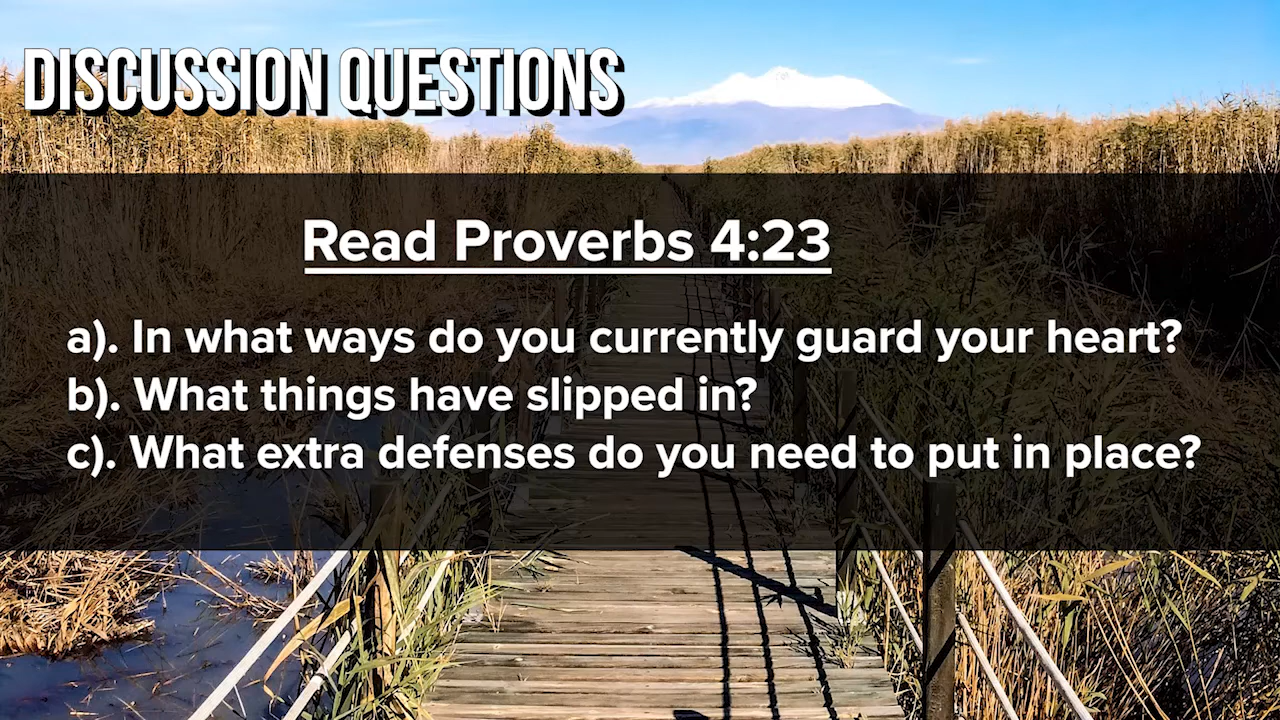 DISCUSSION QUESTIONS
Read Proverbs 4:23
a). In what ways do you currently guard your heart?
b). What things have slipped in?
c). What extra defenses do you need to put in place?